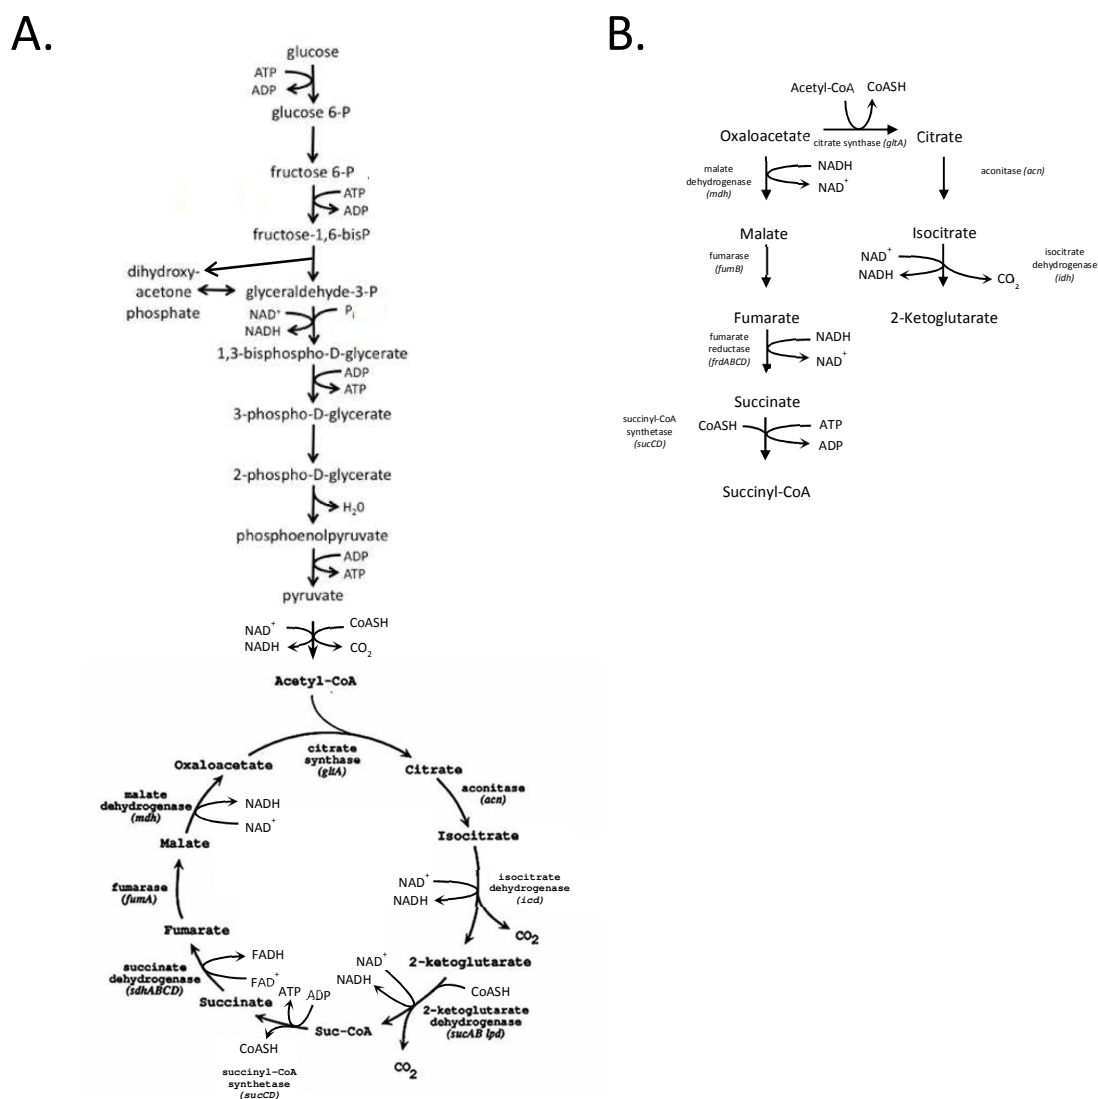 A.
glucose
ATP
ADP
glucose 6-P
fructose 6-P
ATP
ADP
fructose-1,6-bisP
dihydroxy-
acetone
phosphate
glyceraldehyde-3-P
NAD+
NADH
Pi
1,3-bisphospho-D-glycerate
ADP
ATP
3-phospho-D-glycerate
2-phospho-D-glycerate
H20
phosphoenolpyruvate
ADP
ATP
pyruvate
NAD+
NADH
CoASH
CO2
Acetyl-CoA
citrate
synthase
(gltA)
Oxaloacetate
Citrate
aconitase
(acn)
malate
dehydrogenase
(mdh)
NADH
NAD+
Isocitrate
Malate
NAD+
NADH
isocitrate
dehydrogenase
(icd)
fumarase
(fumA)
CO2
Fumarate
2-ketoglutarate
FADH
FAD+
succinate
dehydrogenase
(sdhABCD)
NAD+
NADH
CoASH
Succinate
ATP
ADP
2-ketoglutarate
dehydrogenase
(sucAB lpd)
Suc-CoA
CoASH
CO2
succinyl-CoA
synthetase
(sucCD)
B.
Acetyl-CoA
CoASH
Oxaloacetate
citrate synthase (gltA)
Citrate
malate
dehydrogenase
(mdh)
NADH
NAD+
aconitase (acn)
Malate
Isocitrate
fumarase
(fumB)
NAD+
NADH
CO2
isocitrate
dehydrogenase
(idh)
Fumarate
2-Ketoglutarate
fumarate
reductase
(frdABCD)
NADH
NAD+
Succinate
succinyl-CoA
synthetase
(sucCD)
CoASH
ATP
ADP
Succinyl-CoA